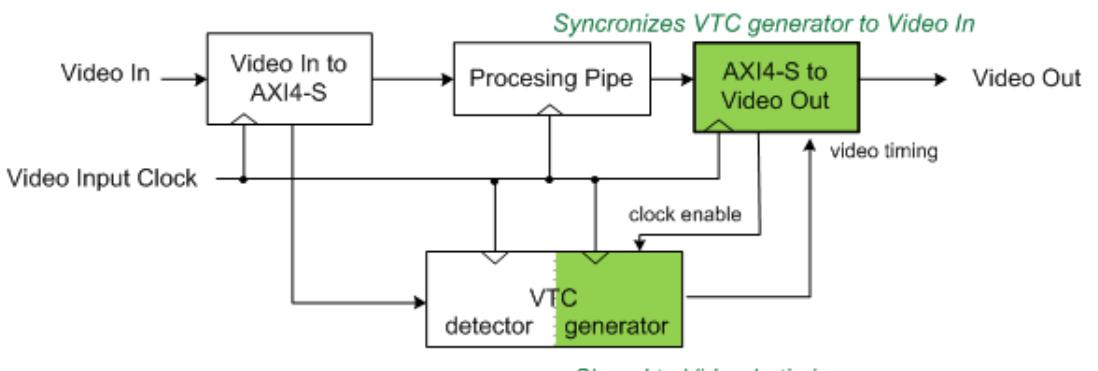 Syncronizes VTC generator to Video In
Video In
Video In to
AXI4-S
Procesing Pipe
AXI4-S to
Video Out
Video Out
video timing
Video Input Clock
clock enable
VTC
detector
generator